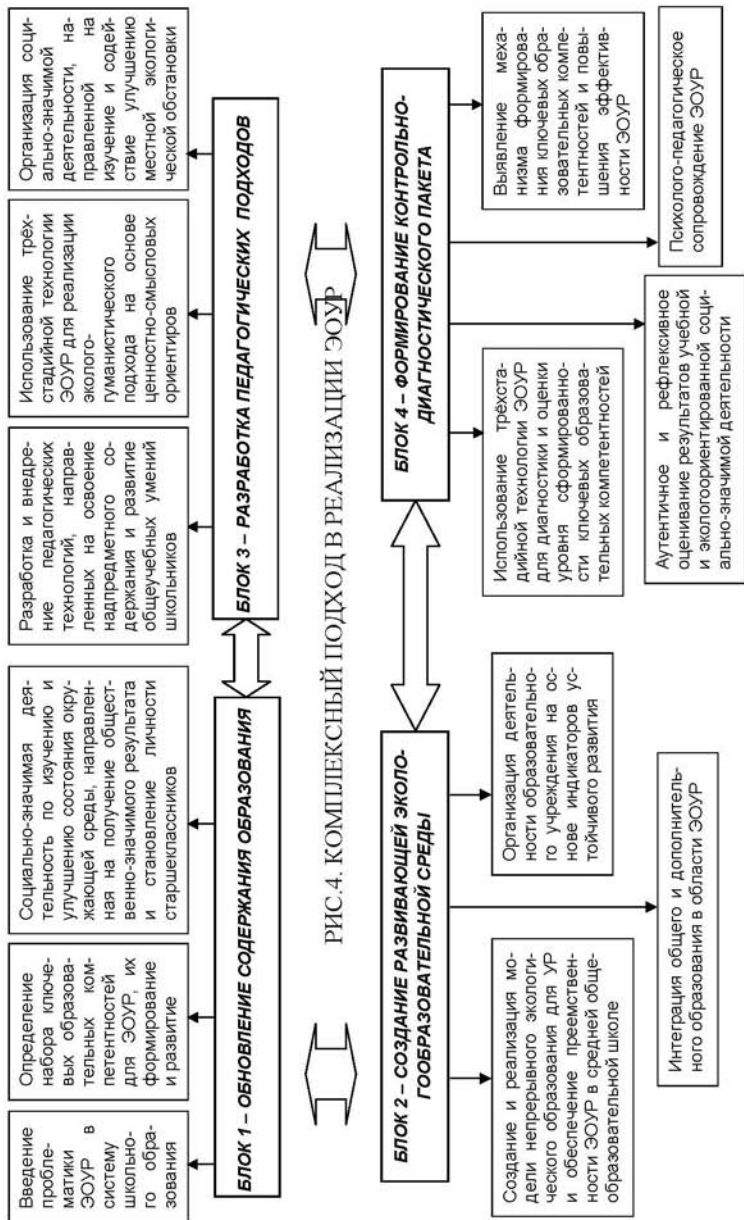 Введение
пробле-
матики
ЭОУР в
систему
школьно-
го обра-
зования
Определение
набора ключе-
вых образова-
тельных ком-
петентностей
для ЭОУР, их
формирование
и развитие
Социально-значимая дея-
тельность по изучению и
улучшению состояния окру-
жающей среды, направлен-
ная на получение общест-
венно-значимого результата
и становление личности
старшеклассников
Разработка и внедре-
ние педагогических
технологий, направ-
ленных на освоение
надпредметного со-
держания и развитие
общеучебных умений
школьников
Использование трёх-
стадийной технологии
ЭОУР для реализации
эколого-
гуманистического
подхода на основе
ценностно-смысловых
ориентиров
Организация соци-
ально-значимой
деятельности, на-
правленной на
изучение и содей-
ствие улучшению
местной экологи-
ческой обстановки
БЛОК 1 – ОБНОВЛЕНИЕ СОДЕРЖАНИЯ ОБРАЗОВАНИЯ
БЛОК 3 – РАЗРАБОТКА ПЕДАГОГИЧЕСКИХ ПОДХОДОВ
РИС.4. КОМПЛЕКСНЫЙ ПОДХОД В РЕАЛИЗАЦИИ ЭОУР
БЛОК 2 – СОЗДАНИЕ РАЗВИВАЮЩЕЙ ЭКОЛО-
ГООБРАЗОВАТЕЛЬНОЙ СРЕДЫ
БЛОК 4 – ФОРМИРОВАНИЕ КОНТРОЛЬНО-
ДИАГНОСТИЧЕСКОГО ПАКЕТА
Создание и реализация мо-
дели непрерывного экологи-
ческого образования для УР
и обеспечение преемствен-
ности ЭОУР в средней обще-
образовательной школе
Организация деятель-
ности образовательно-
го учреждения на ос-
нове индикаторов ус-
тойчивого развития
Использование трёхста-
дийной технологии ЭОУР
для диагностики и оценки
уровня сформированно-
сти ключевых образова-
тельных компетентностей
Выявление меха-
низма формирова-
ния ключевых обра-
зовательных компе-
тентностей и повы-
шения эффектив-
ности ЭОУР
Интеграция общего и дополнитель-
ного образования в области ЭОУР
Аутентичное и рефлексивное
оценивание результатов учебной
и экологоориентированной соци-
ально-значимой деятельности
Психолого-педагогическое
сопровождение ЭОУР